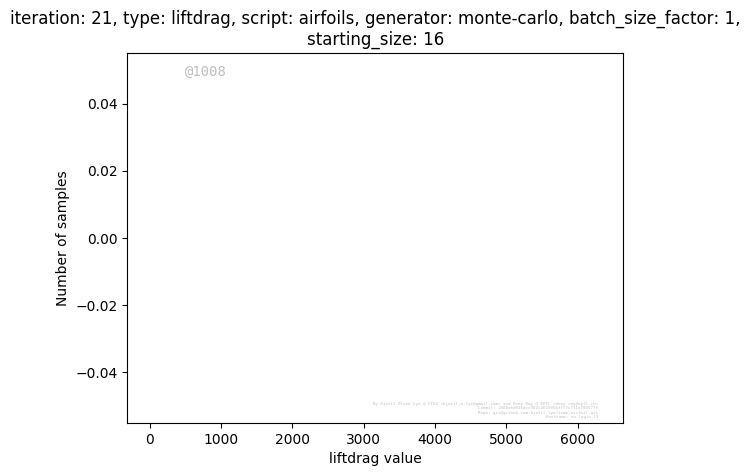 iteration: 21, type: liftdrag, script: airfoils, generator: monte-carlo, batch_size_factor: 1,
starting_size: 16
@1008
0.04
0.02
0.00
−0.02
−0.04
Number of samples
0 1000 2000 3000 4000 5000 6000
liftdrag value